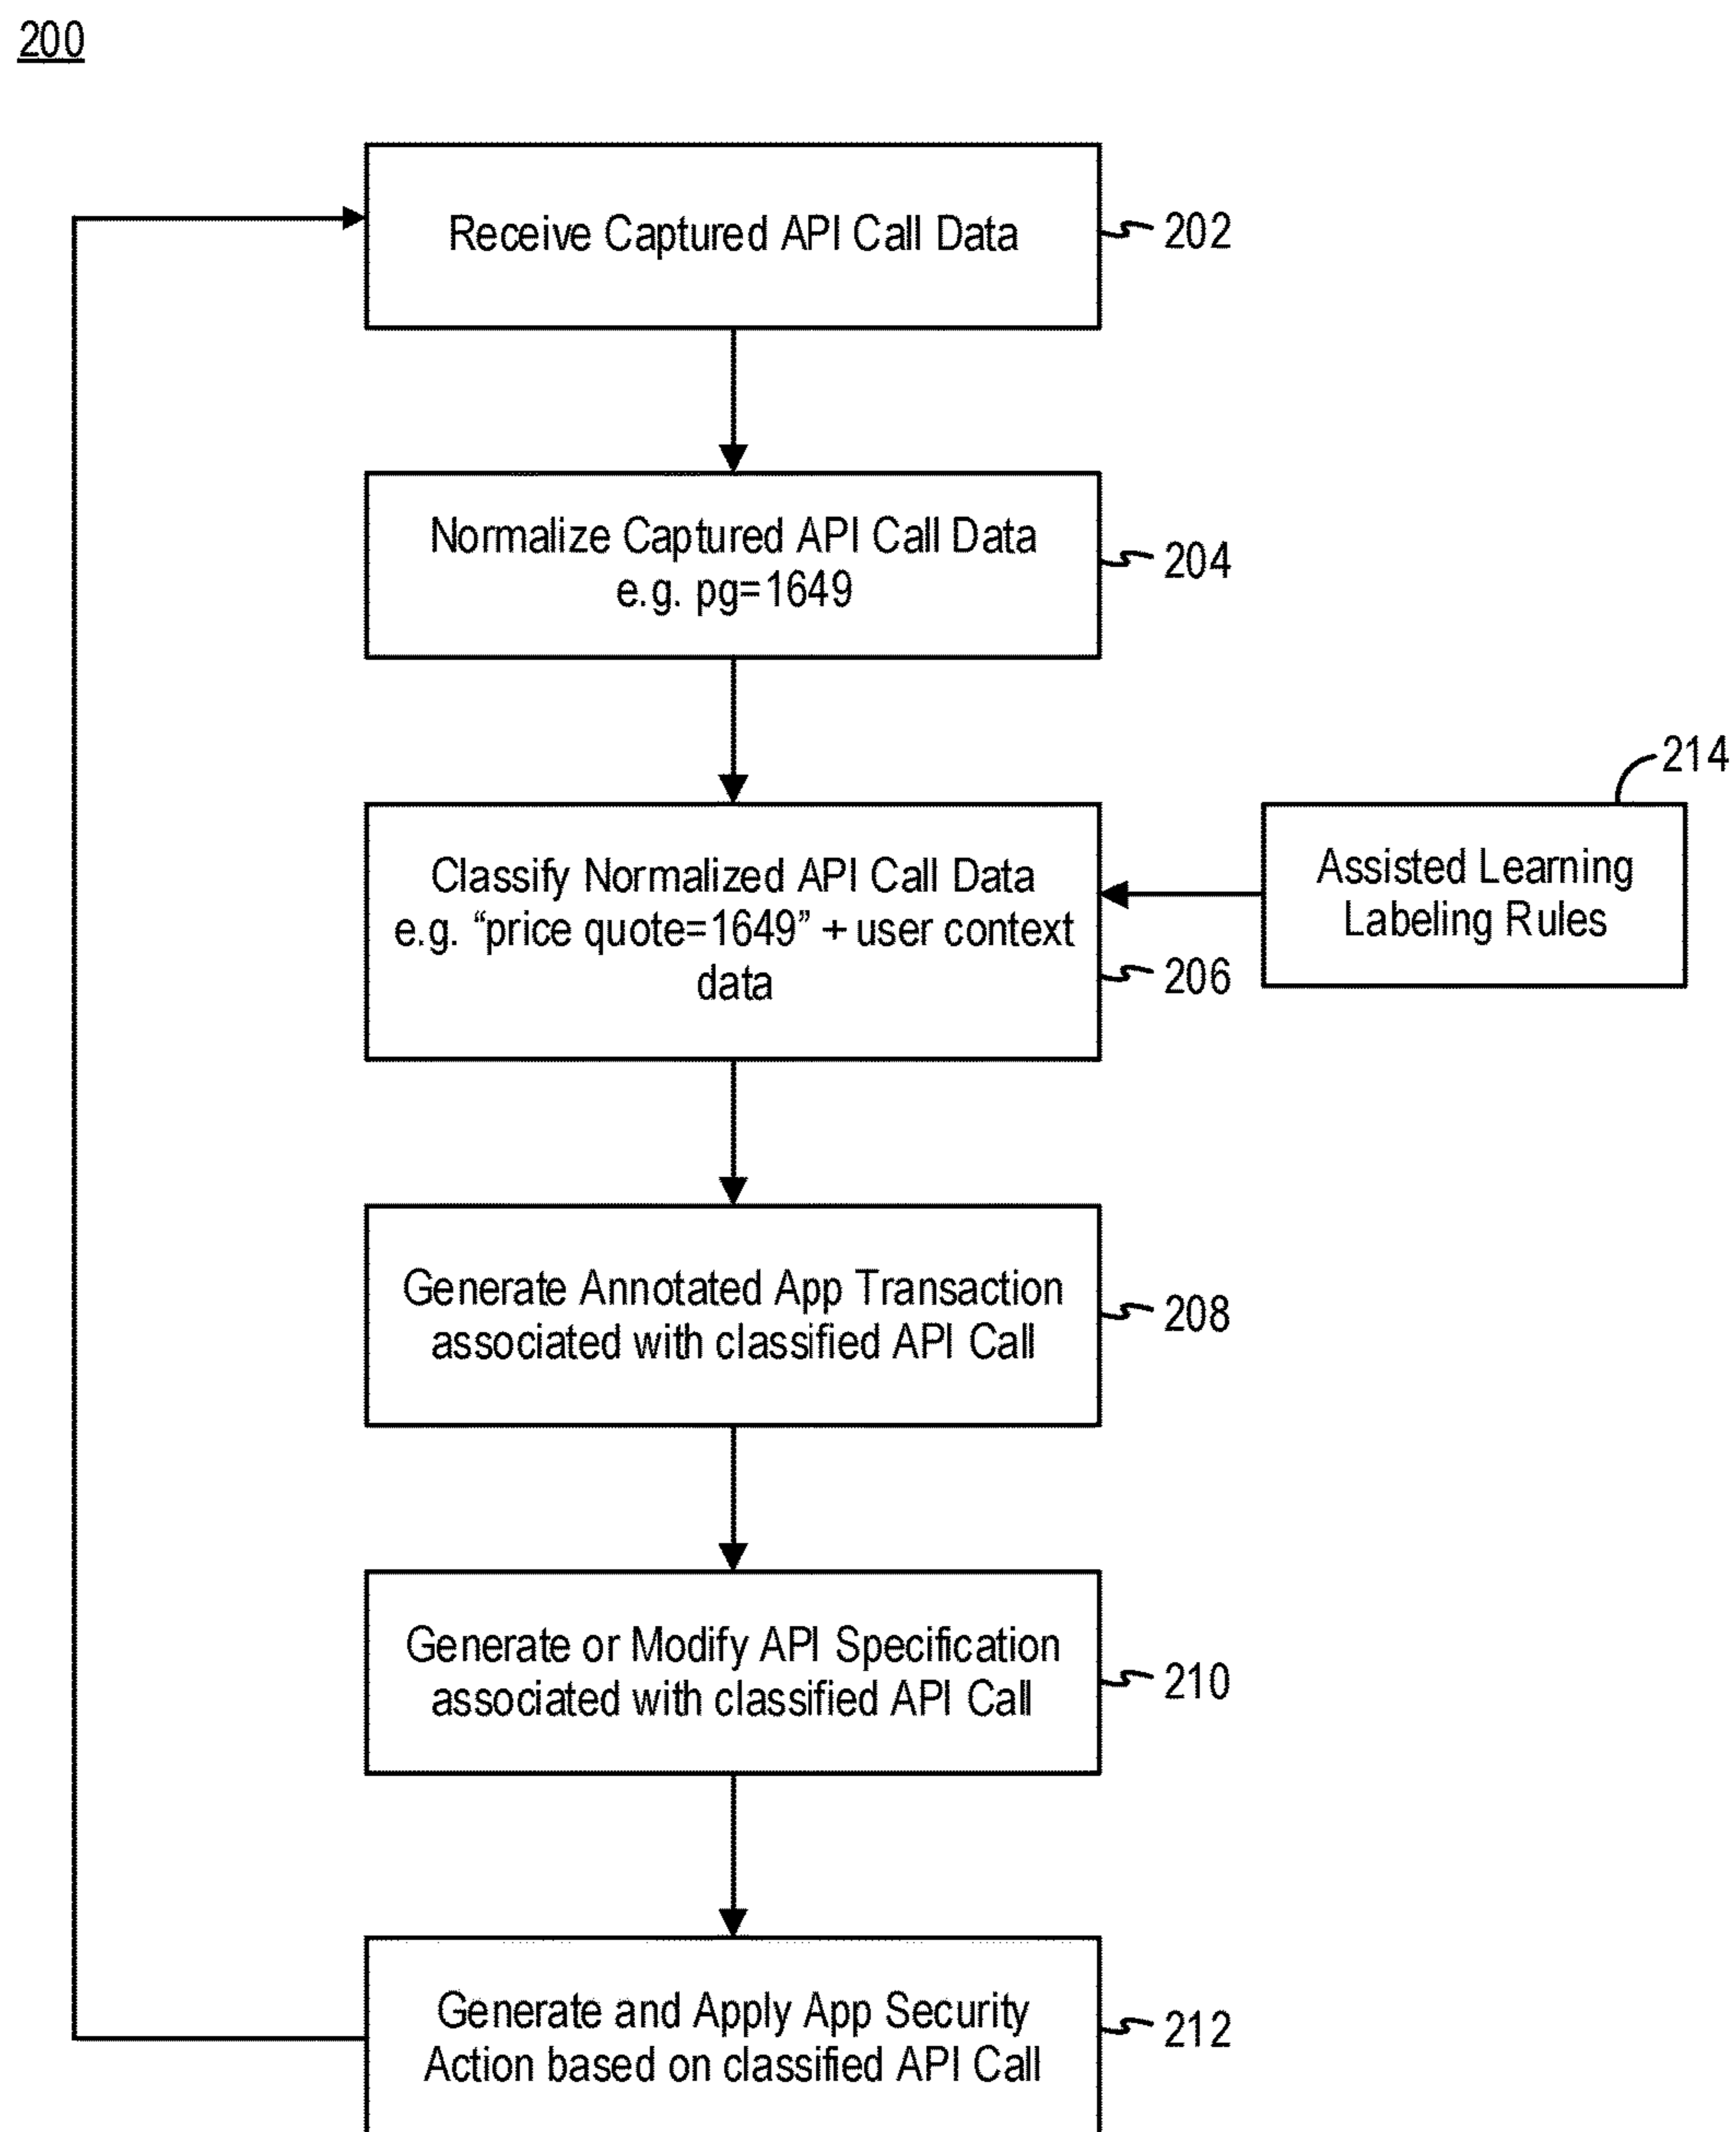 200
Receive Captured API Call Data
202
Normalize Captured API Call Data
e.g. pg=1649
204
214
Classify Normalized API Call Data
e.g. “price quote=1649” + user context
data
206
Assisted Learning
Labeling Rules
Generate Annotated App Transaction
associated with classified API Call
208
Generate or Modify API Specification
associated with classified API Call
210
Generate and Apply App Security
Action based on classified API Call
212